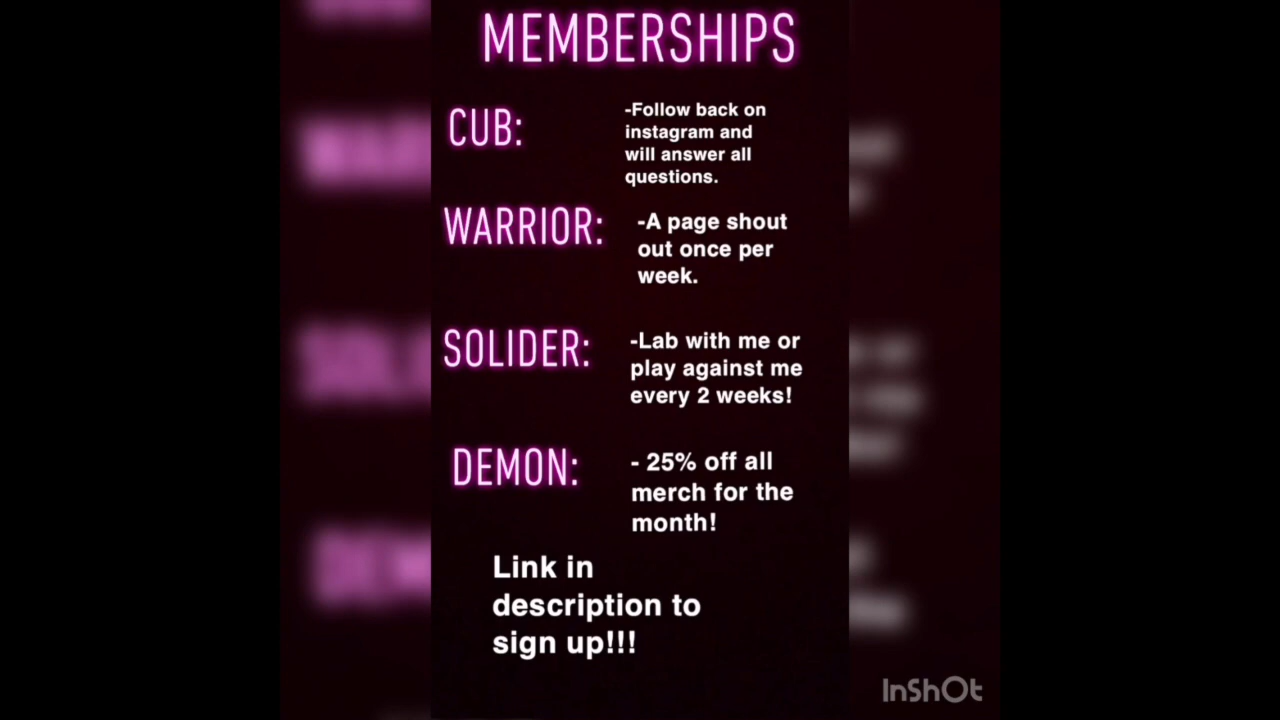 MEMBERSHIPS
CUB:
-Follow back on
instagram and
will answer all
questions.
WARRIOR:
-A page shout
out once per
week.
SOLIDER:
-Lab with me or
play against me
every 2 weeks!
DEMON:
- 25% off all
merch for the
month!
Link in
description to
sign up!!!
InShOt